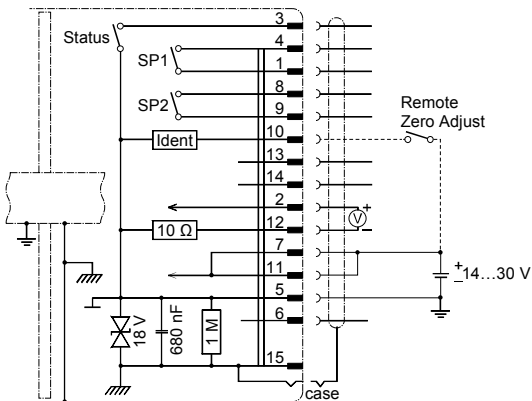 Status
3
4
SP1
1
8
SP2
9
Ident
10
Remote
Zero Adjust
13
14
2
+
V
–
10 Ω
12
7
11
+
–
14...30 V
5
18 V
680 nF
1 M
6
15
case